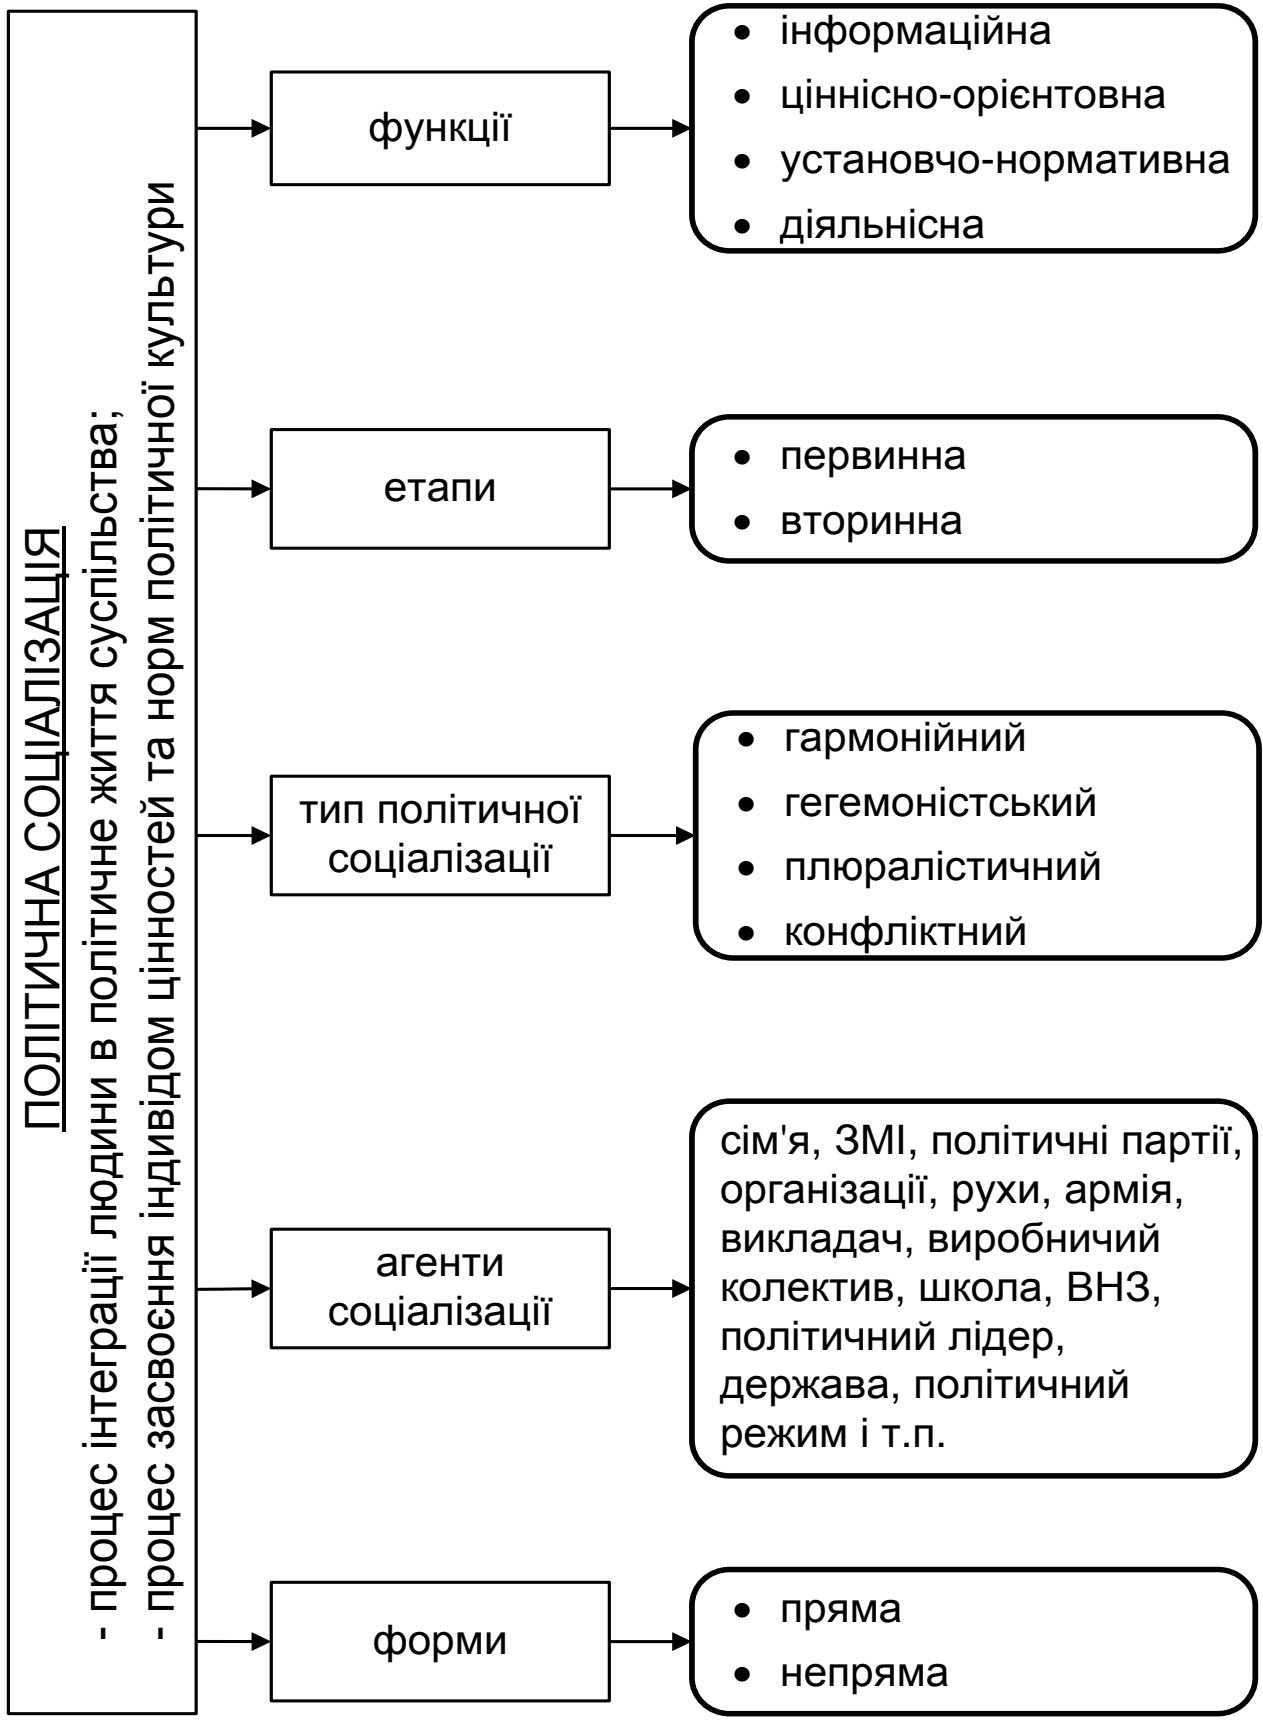 ПОЛІТИЧНА СОЦІАЛІЗАЦІЯ
- процес інтеграції людини в політичне життя суспільства;
- процес засвоєння індивідом цінностей та норм політичної культури
функції
• інформаційна
• ціннісно-орієнтовна
• установчо-нормативна
• діяльнісна
етапи
• первинна
• вторинна
тип політичної
соціалізації
• гармонійний
• гегемоністський
• плюралістичний
• конфліктний
агенти
соціалізації
сім'я, ЗМІ, політичні партії,
організації, рухи, армія,
викладач, виробничий
колектив, школа, ВНЗ,
політичний лідер,
держава, політичний
режим і т.п.
форми
• пряма
• непряма